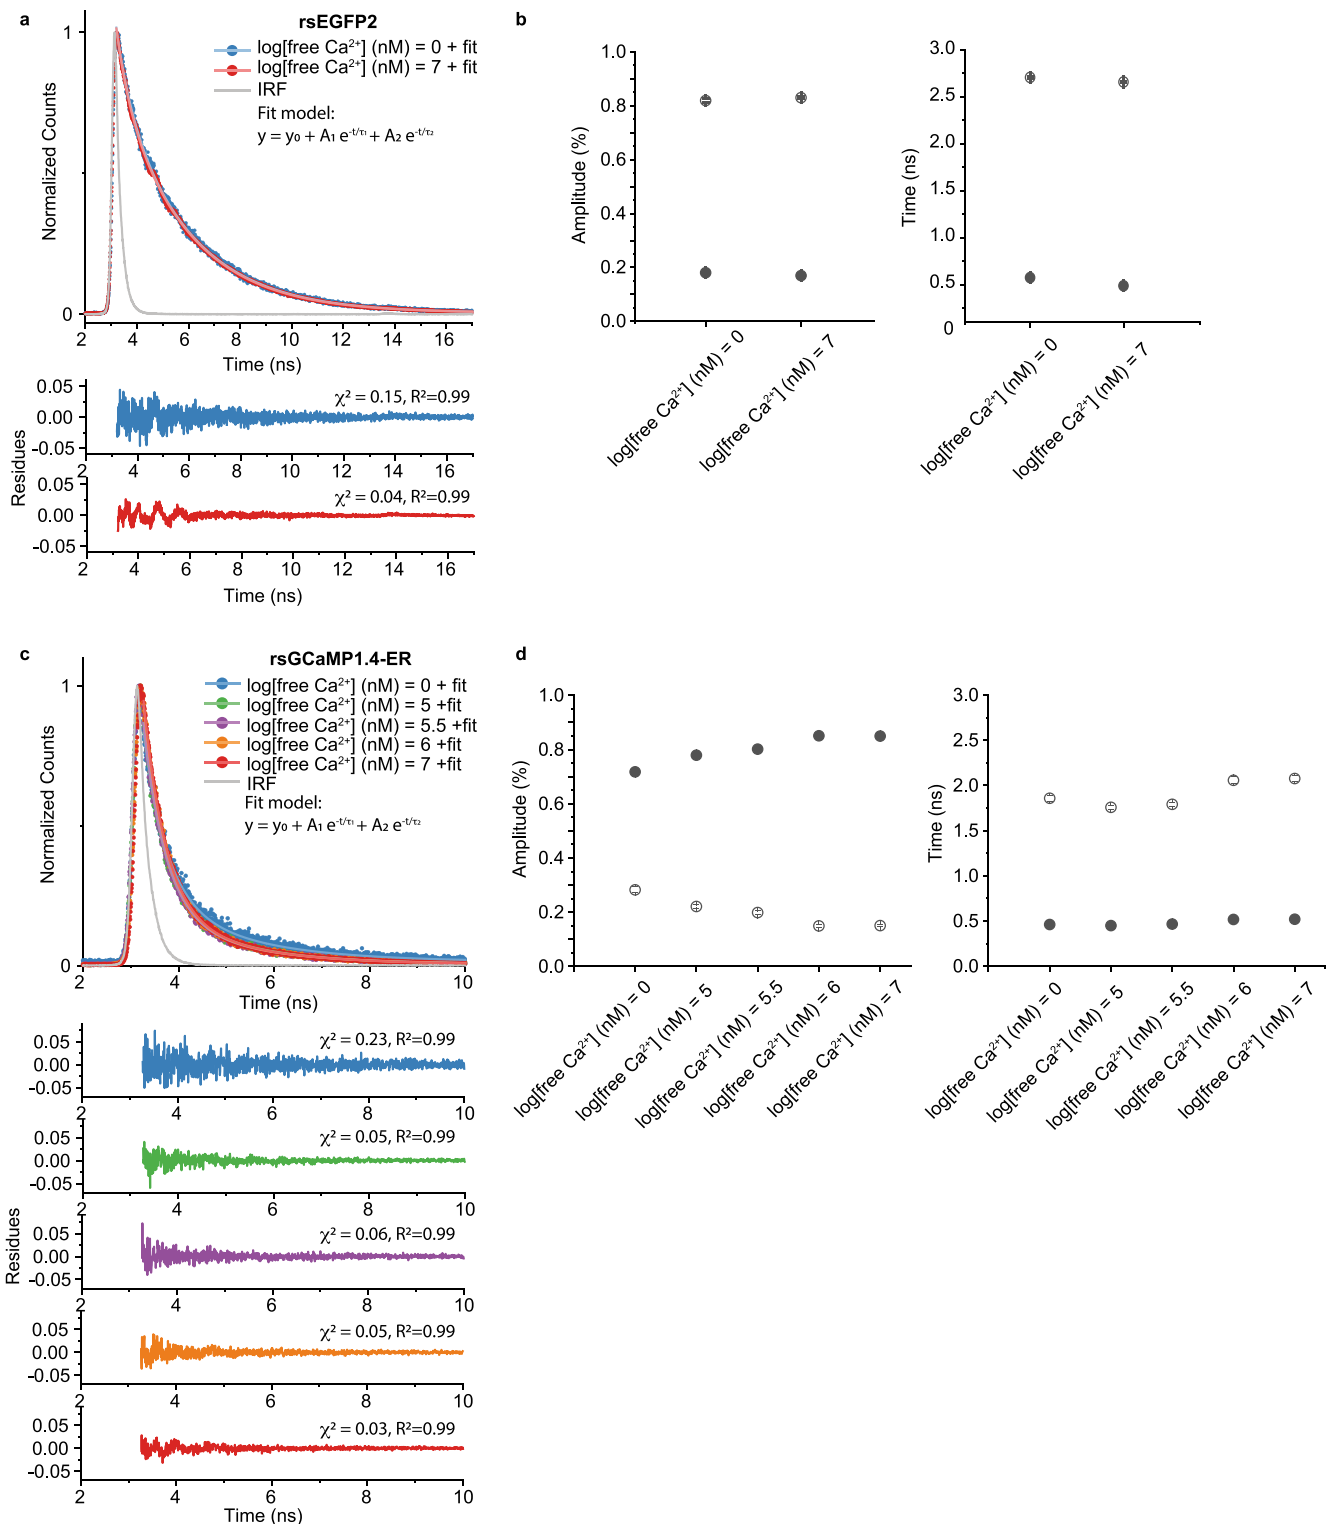 a
rsEGFP2
log[free Ca²⁺] (nM) = 0 + fit
log[free Ca²⁺] (nM) = 7 + fit
IRF
Fit model:
y = y₀ + A₁ e^-t/τ₁ + A₂ e^-t/τ₂
Normalized Counts
1
0
2 4 6 8 10 12 14 16
Time (ns)
χ² = 0.15, R²=0.99
0.05
0.00
-0.05
2 4 6 8 10 12 14 16
Residues
χ² = 0.04, R²=0.99
0.05
0.00
-0.05
2 4 6 8 10 12 14 16
Time (ns)
b
Amplitude (%)
1.0
0.8
0.6
0.4
0.2
0.0
log[free Ca²⁺] (nM) = 0
log[free Ca²⁺] (nM) = 7
Time (ns)
3.0
2.5
2.0
1.5
1.0
0.5
0
log[free Ca²⁺] (nM) = 0
log[free Ca²⁺] (nM) = 7
c
rsGCaMP1.4-ER
log[free Ca²⁺] (nM) = 0 + fit
log[free Ca²⁺] (nM) = 5 +fit
log[free Ca²⁺] (nM) = 5.5 +fit
log[free Ca²⁺] (nM) = 6 +fit
log[free Ca²⁺] (nM) = 7 +fit
IRF
Fit model:
y = y₀ + A₁ e^-t/τ₁ + A₂ e^-t/τ₂
Normalized Counts
1
0
2 4 6 8 10
Time (ns)
χ² = 0.23, R²=0.99
0.05
0.00
-0.05
2 4 6 8 10
χ² = 0.05, R²=0.99
0.05
0.00
-0.05
2 4 6 8 10
Residues
χ² = 0.06, R²=0.99
0.05
0.00
-0.05
2 4 6 8 10
χ² = 0.05, R²=0.99
0.05
0.00
-0.05
2 4 6 8 10
χ² = 0.03, R²=0.99
0.05
0.00
-0.05
2 4 6 8 10
Time (ns)
d
Amplitude (%)
1.0
0.8
0.6
0.4
0.2
0.0
log[free Ca²⁺] (nM) = 0
log[free Ca²⁺] (nM) = 5
log[free Ca²⁺] (nM) = 5.5
log[free Ca²⁺] (nM) = 6
log[free Ca²⁺] (nM) = 7
Time (ns)
3.0
2.5
2.0
1.5
1.0
0.5
0.0
log[free Ca²⁺] (nM) = 0
log[free Ca²⁺] (nM) = 5
log[free Ca²⁺] (nM) = 5.5
log[free Ca²⁺] (nM) = 6
log[free Ca²⁺] (nM) = 7